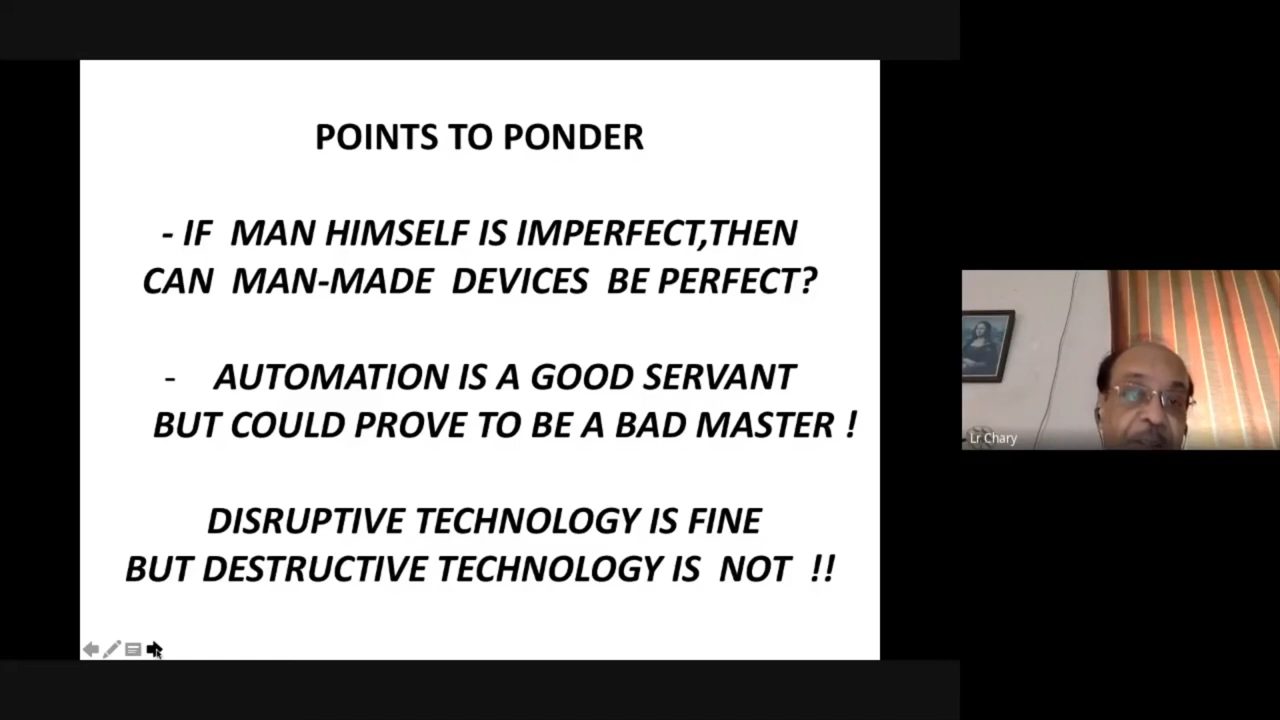 POINTS TO PONDER
- IF MAN HIMSELF IS IMPERFECT,THEN
CAN MAN-MADE DEVICES BE PERFECT?
- AUTOMATION IS A GOOD SERVANT
BUT COULD PROVE TO BE A BAD MASTER !
DISRUPTIVE TECHNOLOGY IS FINE
BUT DESTRUCTIVE TECHNOLOGY IS NOT !!
Lr Chary